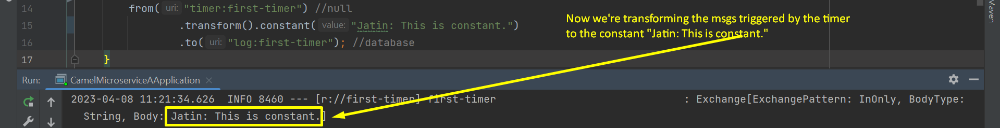 14 from( uri: "timer:first-timer") //null
15 .transform().constant( value: "Jatin: This is constant.")
16 .to( uri: "log:first-timer"); //database
17 }
Now we're transforming the msgs triggered by the timer
to the constant "Jatin: This is constant."
Maven
Run: CamelMicroserviceAApplication
2023-04-08 11:21:34.626 INFO 8460 --- [r://first-timer] first-timer : Exchange[ExchangePattern: InOnly, BodyType:
String, Body: Jatin: This is constant.]